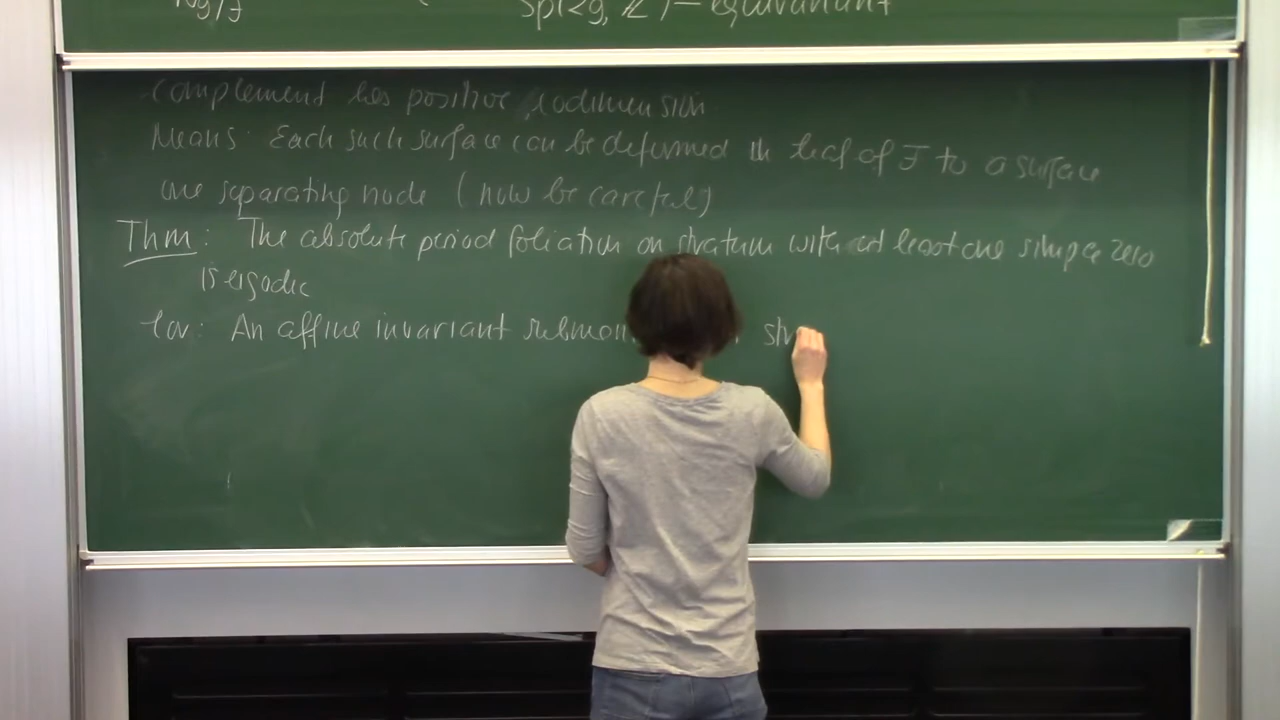 Sp(2g, Z) – equivariant
complement has positive codimension
Means: Each such surface can be deformed in leaf of F to a surface
one separating node (now be careful)
Thm: The absolute period foliation on stratum with at least one simple zero
is ergodic
Cor: An affine invariant